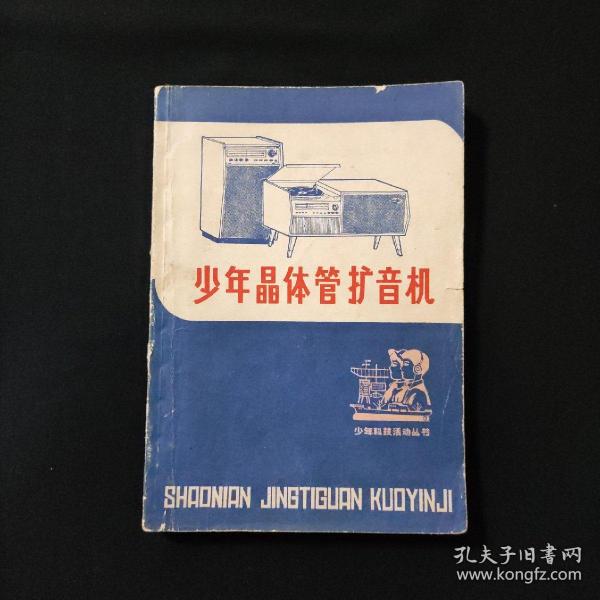 少年晶体管扩音机
少年科技活动丛书
SHAONIAN JINGTIGUAN KUOYINJI
孔夫子旧書网
www.kongfz.com